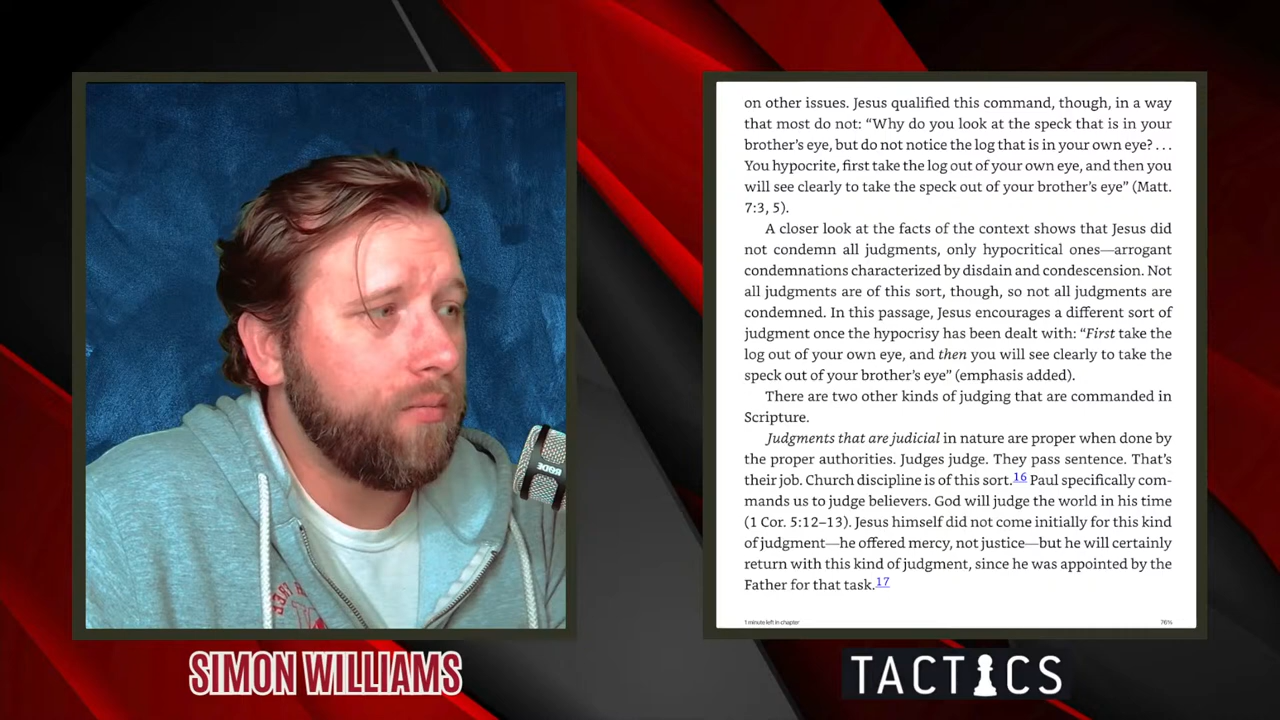 on other issues. Jesus qualified this command, though, in a way
that most do not: “Why do you look at the speck that is in your
brother’s eye, but do not notice the log that is in your own eye? . . .
You hypocrite, first take the log out of your own eye, and then you
will see clearly to take the speck out of your brother’s eye” (Matt.
7:3, 5).
A closer look at the facts of the context shows that Jesus did
not condemn all judgments, only hypocritical ones—arrogant
condemnations characterized by disdain and condescension. Not
all judgments are of this sort, though, so not all judgments are
condemned. In this passage, Jesus encourages a different sort of
judgment once the hypocrisy has been dealt with: “First take the
log out of your own eye, and then you will see clearly to take the
speck out of your brother’s eye” (emphasis added).
There are two other kinds of judging that are commanded in
Scripture.
Judgments that are judicial in nature are proper when done by
the proper authorities. Judges judge. They pass sentence. That’s
their job. Church discipline is of this sort.16 Paul specifically com-
mands us to judge believers. God will judge the world in his time
(1 Cor. 5:12–13). Jesus himself did not come initially for this kind
of judgment—he offered mercy, not justice—but he will certainly
return with this kind of judgment, since he was appointed by the
Father for that task.17
1 minute left in chapter
76%
RODE
SIMON WILLIAMS
TACTICS